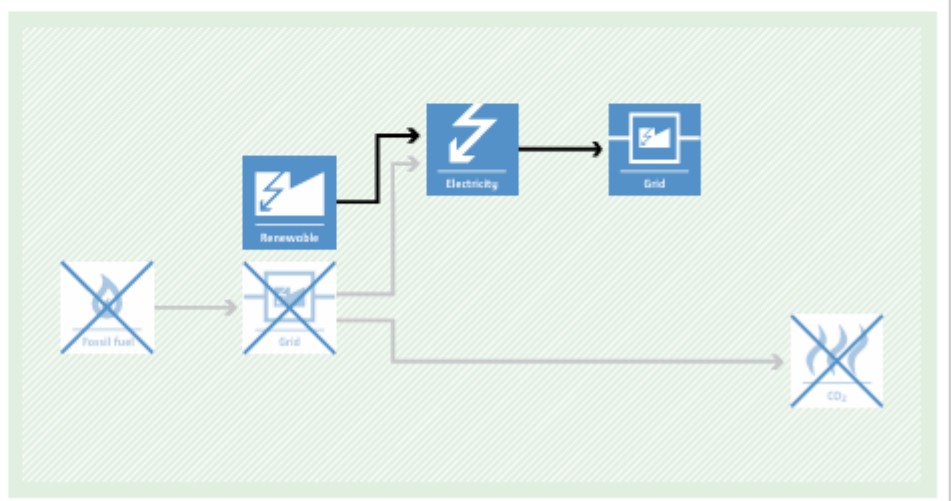 Electricity
Grid
Renewable
Fossil fuel
Grid
CO₂